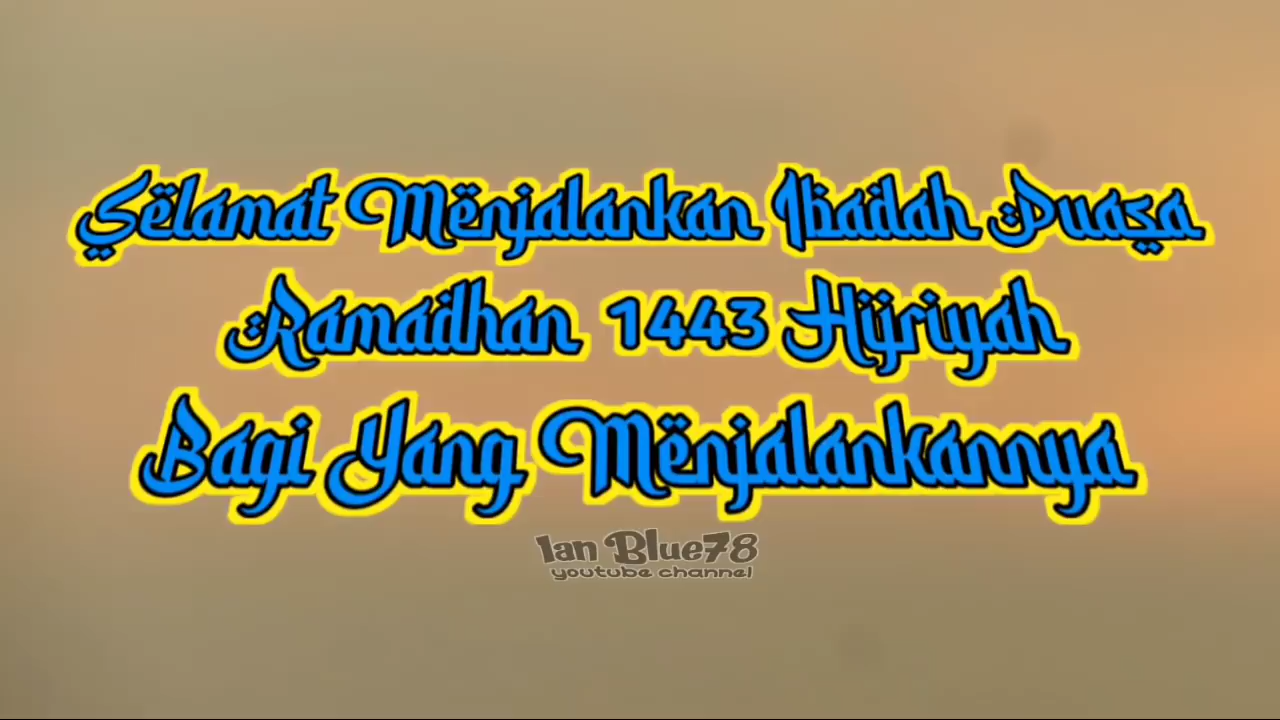 Selamat Menjalankan Ibadah Puasa
Ramadhan 1443 Hijriyah
Bagi Yang Menjalankannya
Ian Blue78
youtube channel